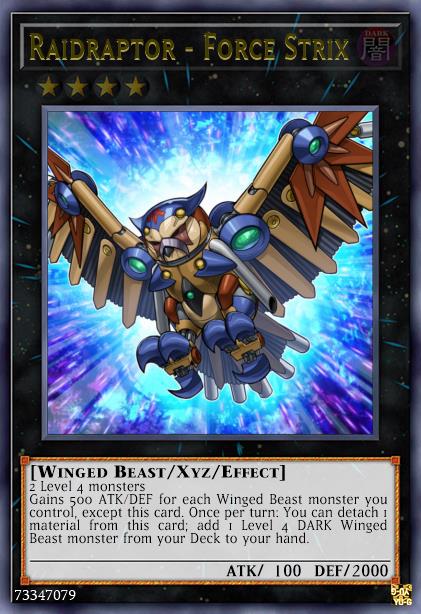 Raidraptor - Force Strix
DARK
闇
[Winged Beast/Xyz/Effect]
2 Level 4 monsters
Gains 500 ATK/DEF for each Winged Beast monster you
control, except this card. Once per turn: You can detach 1
material from this card; add 1 Level 4 DARK Winged
Beast monster from your Deck to your hand.
ATK/ 100 DEF/2000
73347079